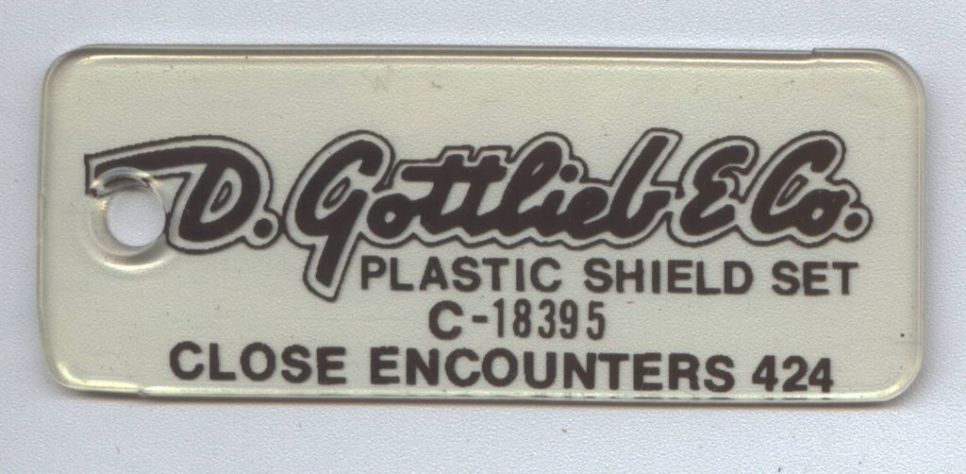 D. Gottlieb & Co.
PLASTIC SHIELD SET
C-18395
CLOSE ENCOUNTERS 424